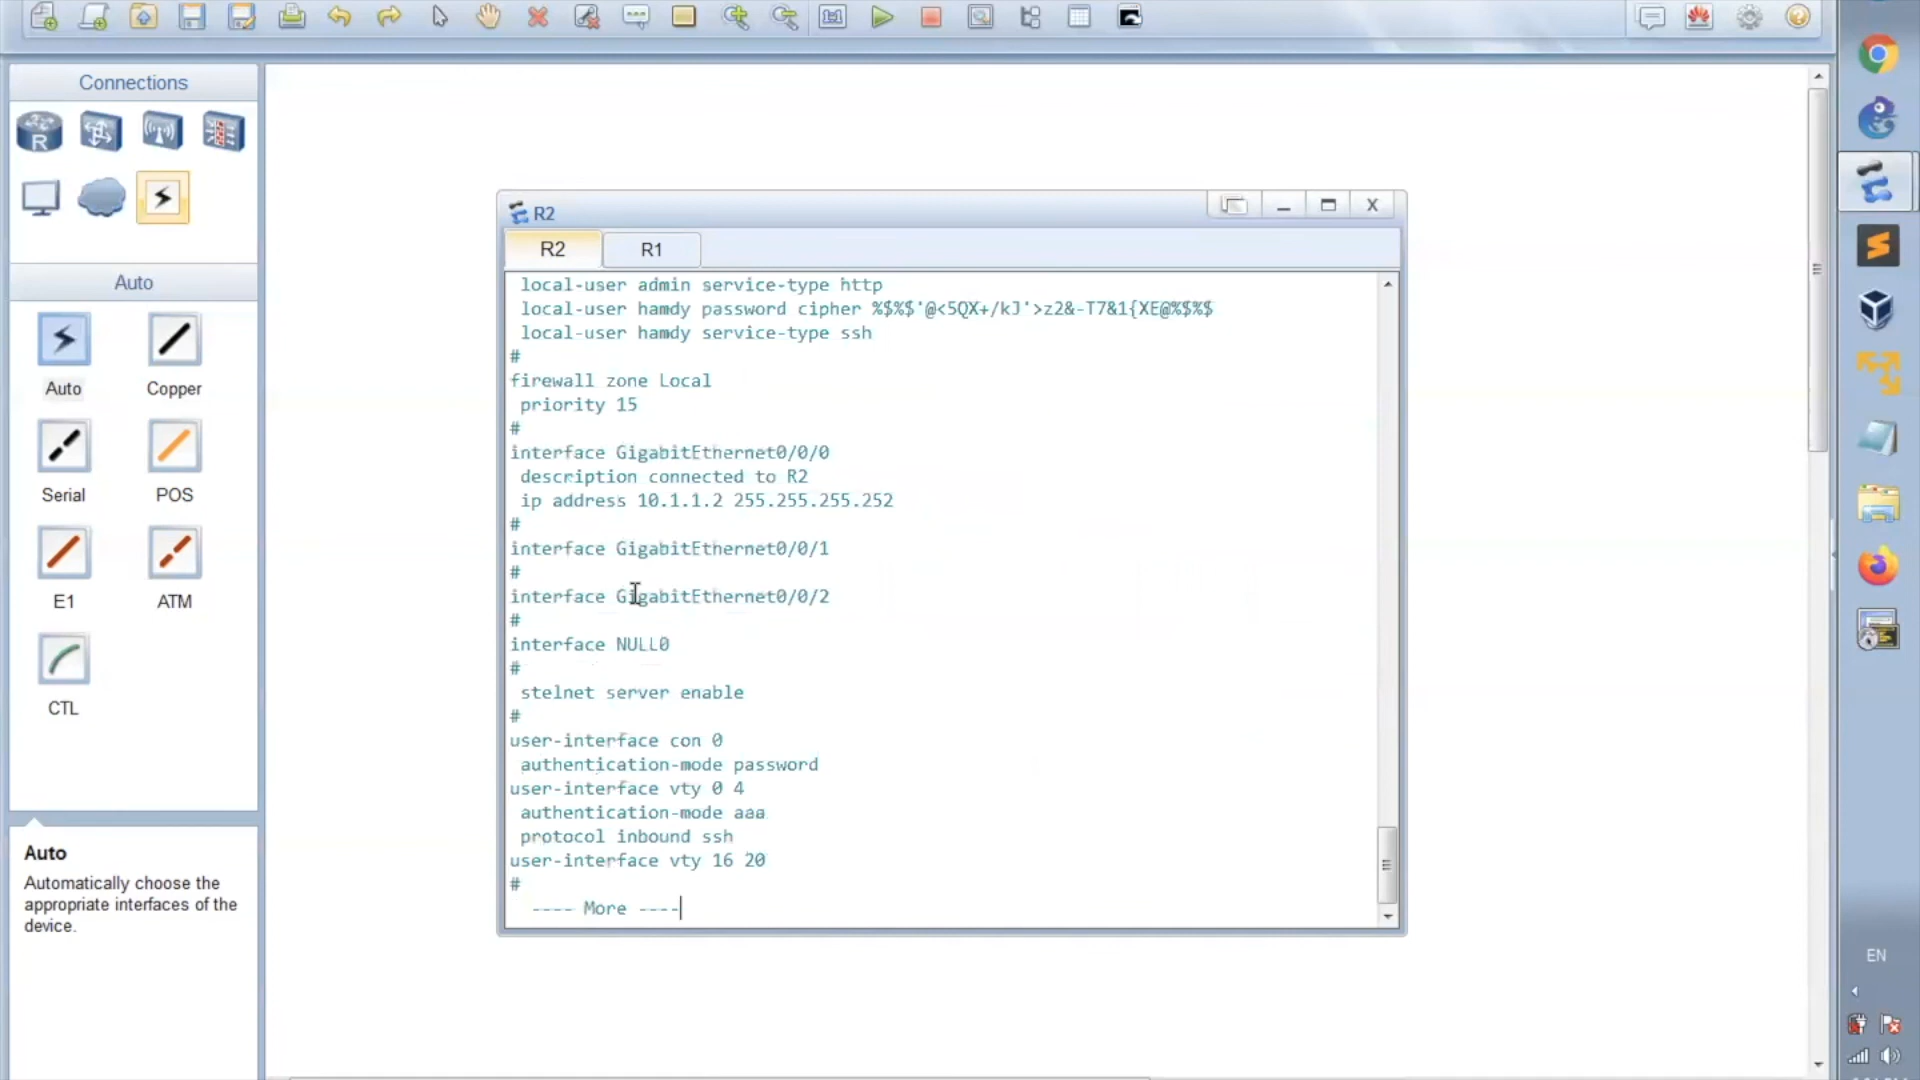 Connections
Auto
Auto
Copper
Serial
POS
E1
ATM
CTL
Auto
Automatically choose the
appropriate interfaces of the
device.
R2
R2
R1
local-user admin service-type http
local-user hamdy password cipher %$%$'@<5QX+/kJ'>z2&-T7&1{XE@%$%$
local-user hamdy service-type ssh
#
firewall zone Local
priority 15
#
interface GigabitEthernet0/0/0
description connected to R2
ip address 10.1.1.2 255.255.255.252
#
interface GigabitEthernet0/0/1
#
interface GigabitEthernet0/0/2
#
interface NULL0
#
stelnet server enable
#
user-interface con 0
authentication-mode password
user-interface vty 0 4
authentication-mode aaa
protocol inbound ssh
user-interface vty 16 20
#
---- More ----
EN